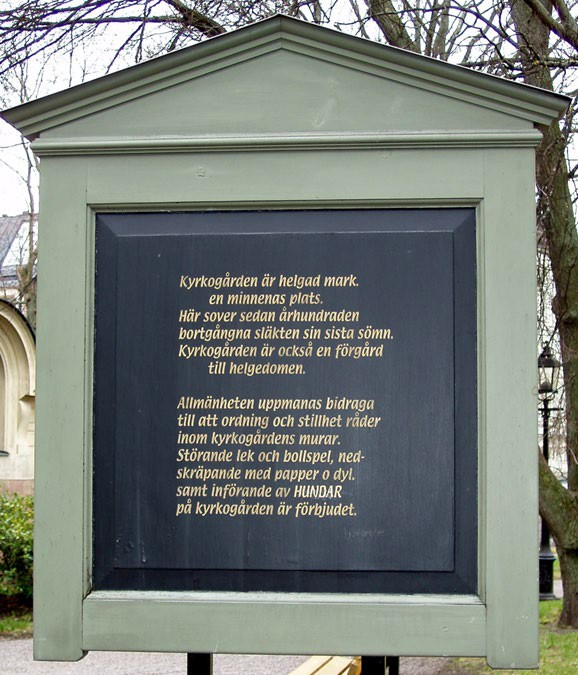 Kyrkogården är helgad mark.
en minnenas plats.
Här sover sedan århundraden
bortgångna släkten sin sista sömn.
Kyrkogården är också en förgård
till helgedomen.
Allmänheten uppmanas bidraga
till att ordning och stillhet råder
inom kyrkogårdens murar.
Störande lek och bollspel, ned-
skräpande med papper o dyl.
samt införande av HUNDAR
på kyrkogården är förbjudet.